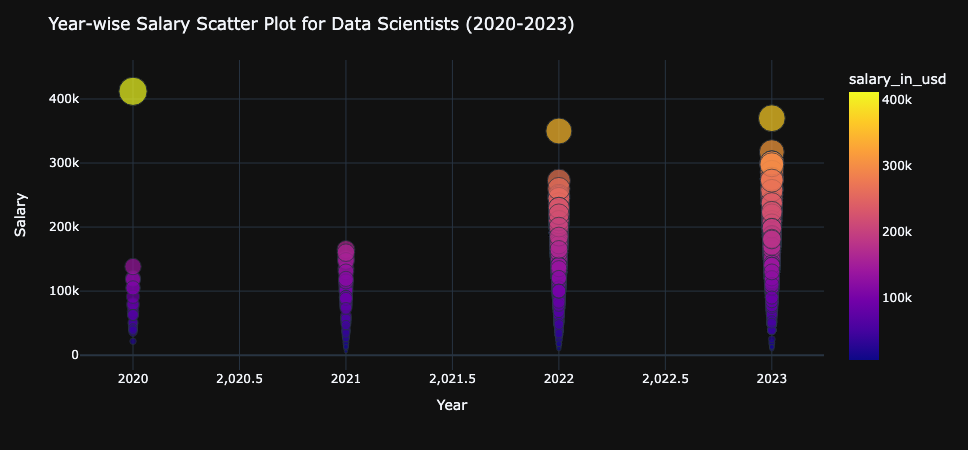 Year-wise Salary Scatter Plot for Data Scientists (2020-2023)
salary_in_usd
400k
300k
200k
100k
Salary
400k
300k
200k
100k
0
2020
2,020.5
2021
2,021.5
2022
2,022.5
2023
Year